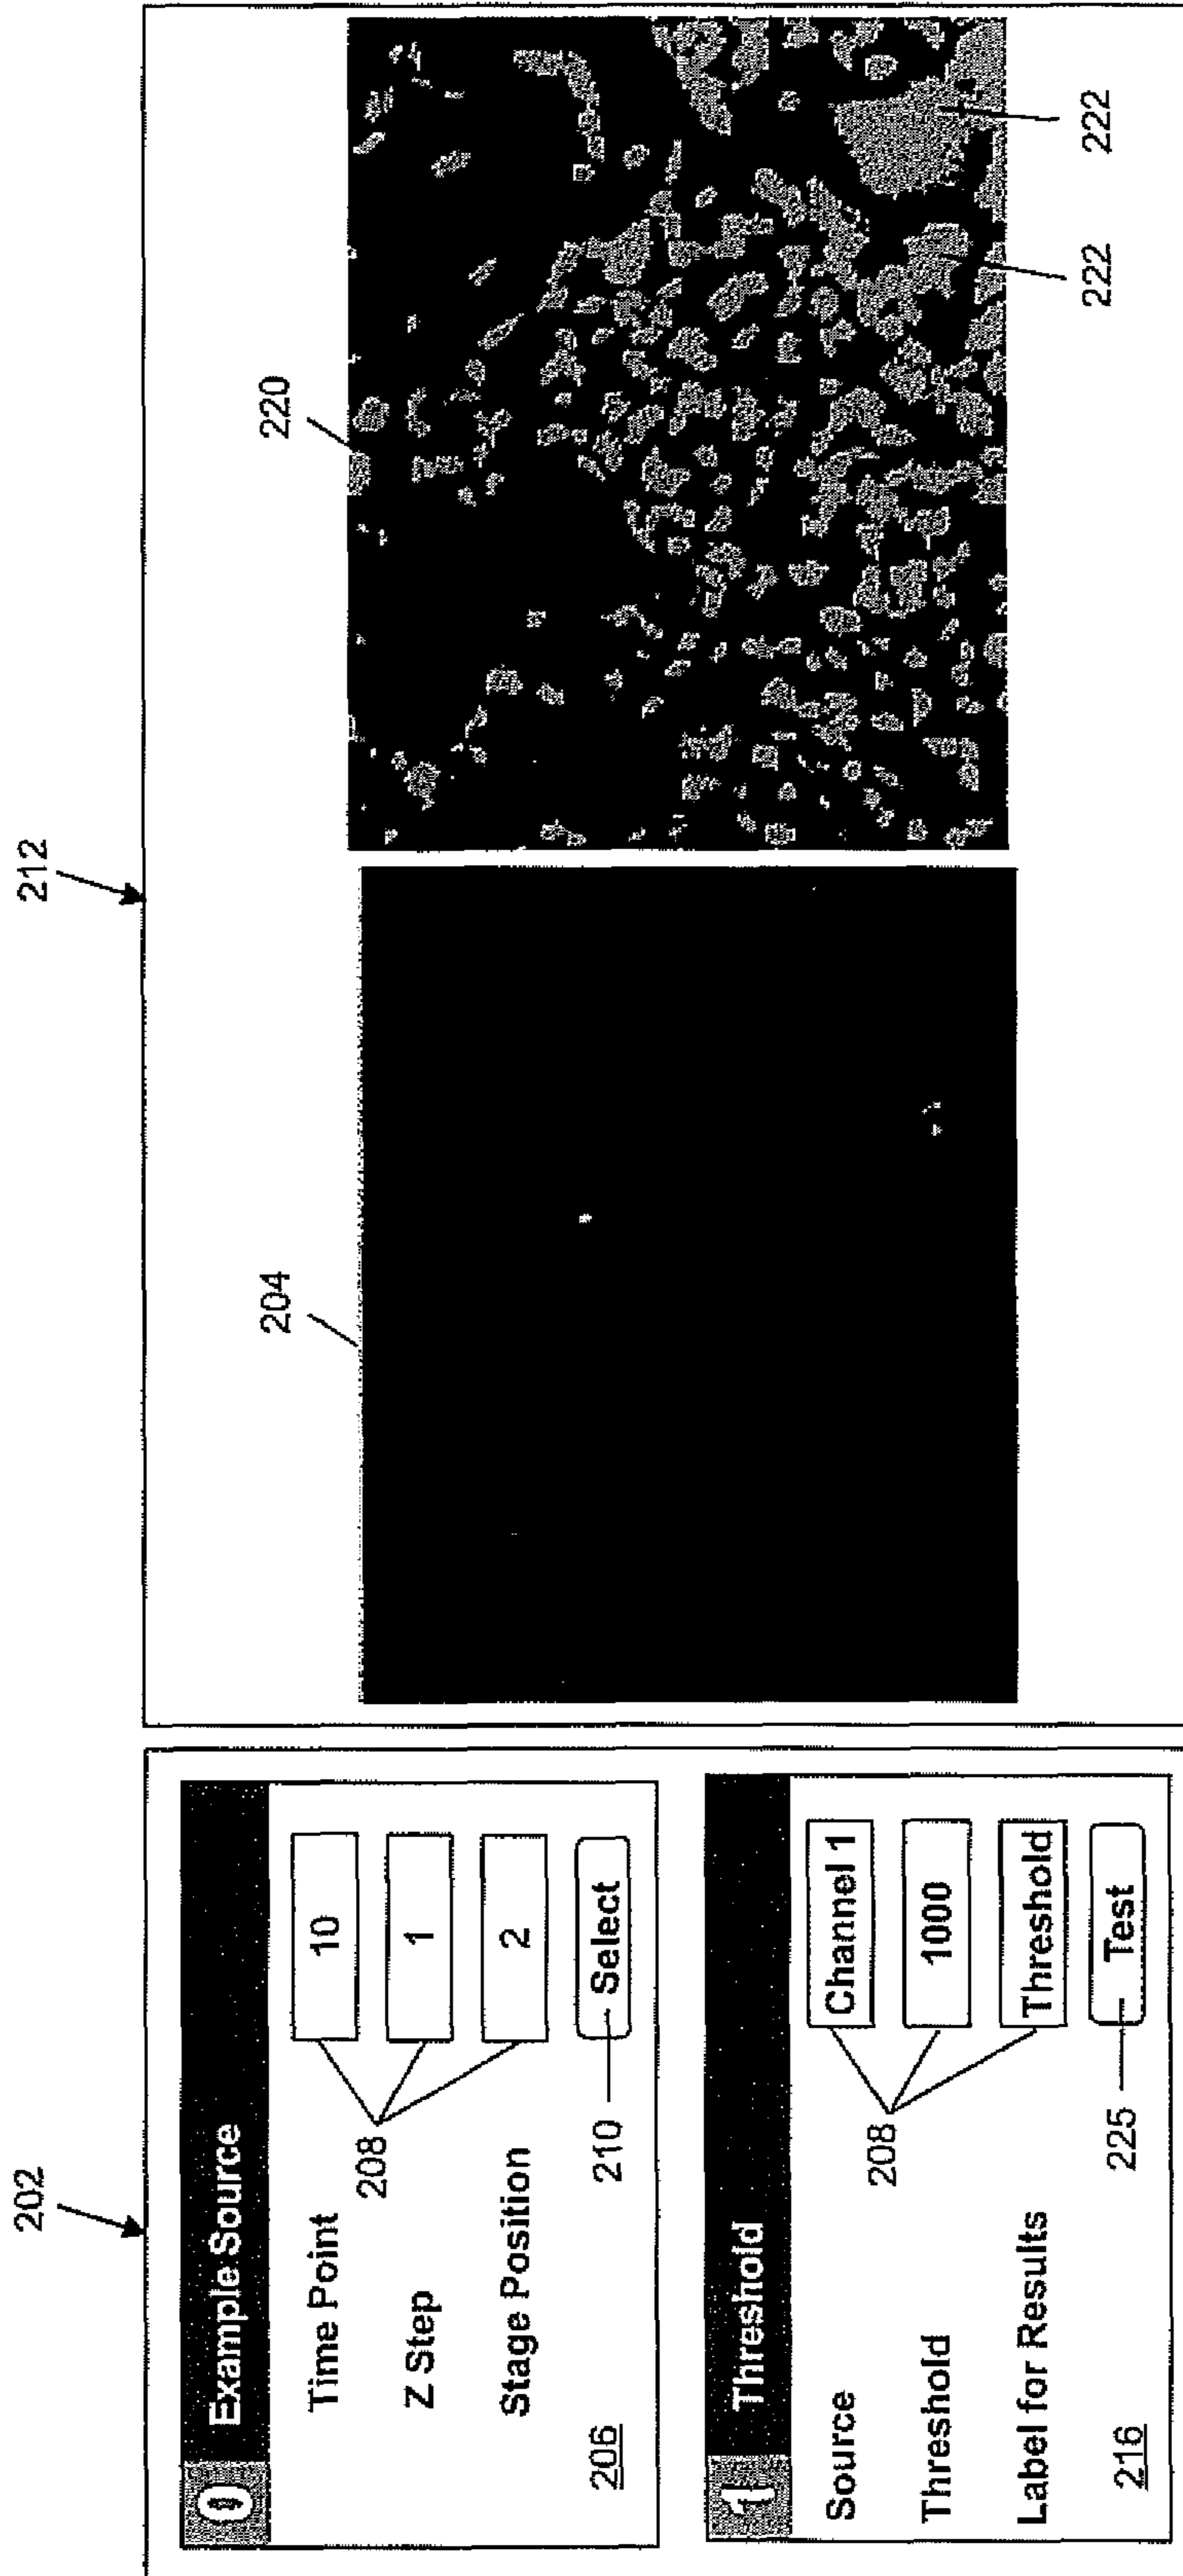 202
212
0 Example Source
Time Point 10
208
Z Step 1
Stage Position 2
206
210 Select
1 Threshold
Source Channel 1
208
Threshold 1000
Label for Results Threshold
216
225 Test
204
220
222
222